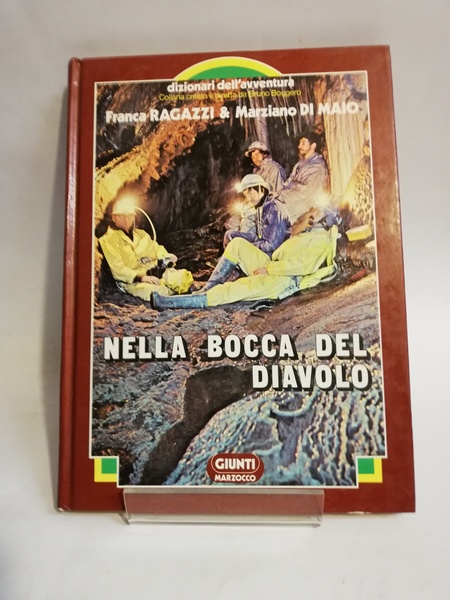 dizionari dell'avventura
Collana creata e diretta da Bruno Boggero
Franca RAGAZZI & Marziano DI MAIO
NELLA BOCCA DEL
DIAVOLO
GIUNTI
MARZOCCO